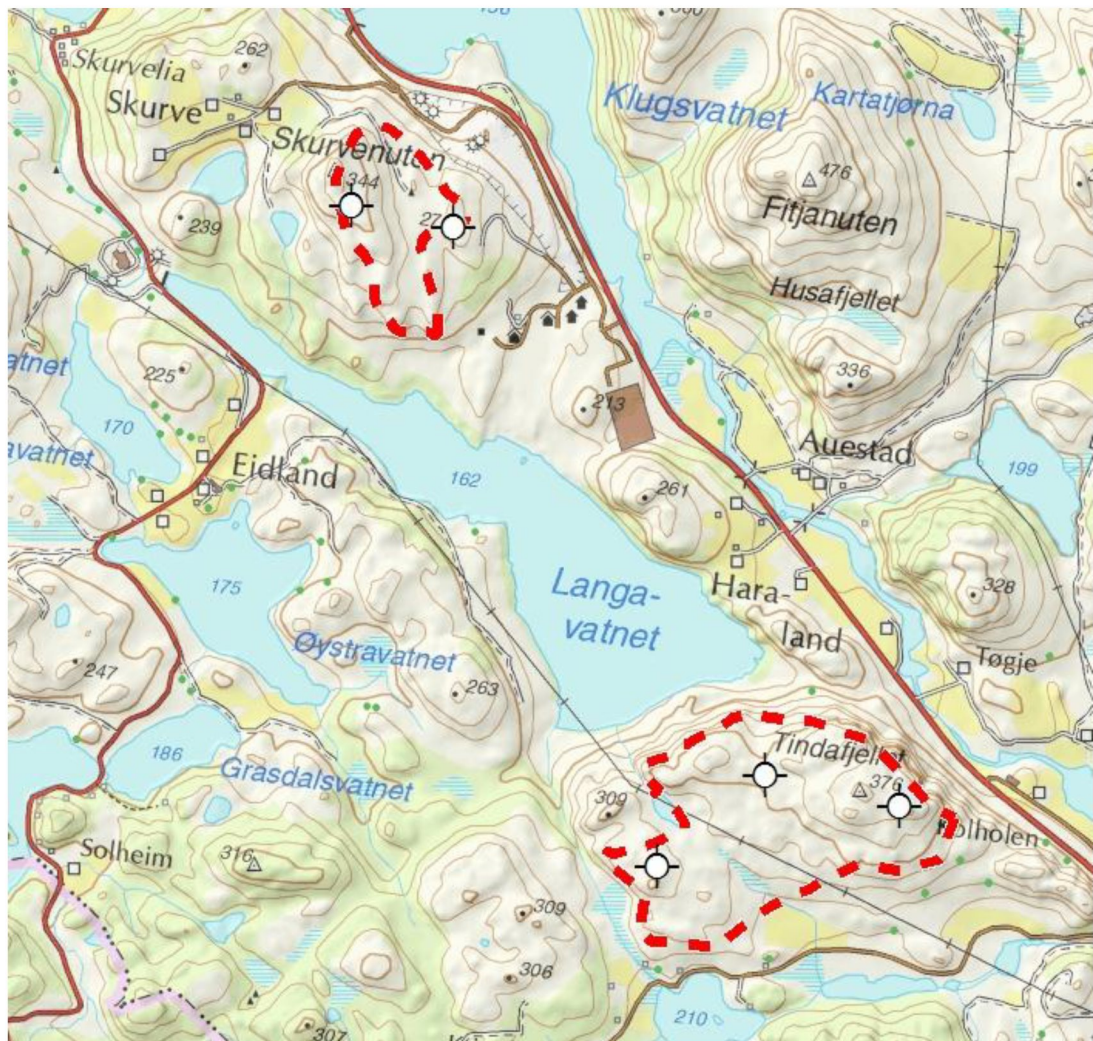 262
Skurvelia
Skurve
Klugsvatnet
Kartatjørna
Skurvenuten
344
476
Fitjanuten
239
Husafjellet
336
225
213
170
Auestad
Eidland
162
199
261
175
Langa-
vatnet
Hara-
land
328
Øystravatnet
Tøgje
247
263
186
Grasdalsvatnet
Tindafjellet
376
309
Solheim
316
309
306
210
307